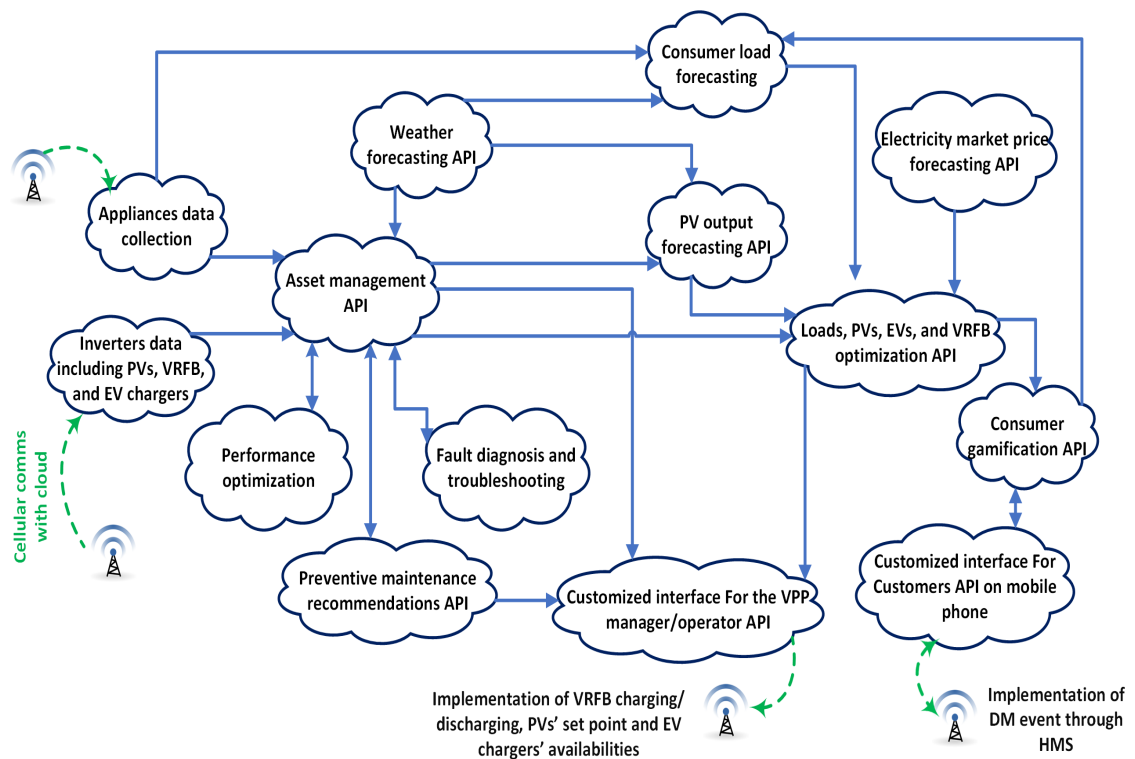 Consumer load
forecasting
Weather
forecasting API
Electricity market price
forecasting API
Appliances data
collection
PV output
forecasting API
Asset management
API
Inverters data
including PVs, VRFB,
and EV chargers
Loads, PVs, EVs, and VRFB
optimization API
Consumer
gamification API
Performance
optimization
Fault diagnosis and
troubleshooting
Cellular comms
with cloud
Preventive maintenance
recommendations API
Customized interface For the VPP
manager/operator API
Customized interface For
Customers API on mobile
phone
Implementation of VRFB charging/
discharging, PVs' set point and EV
chargers' availabilities
Implementation of
DM event through
HMS